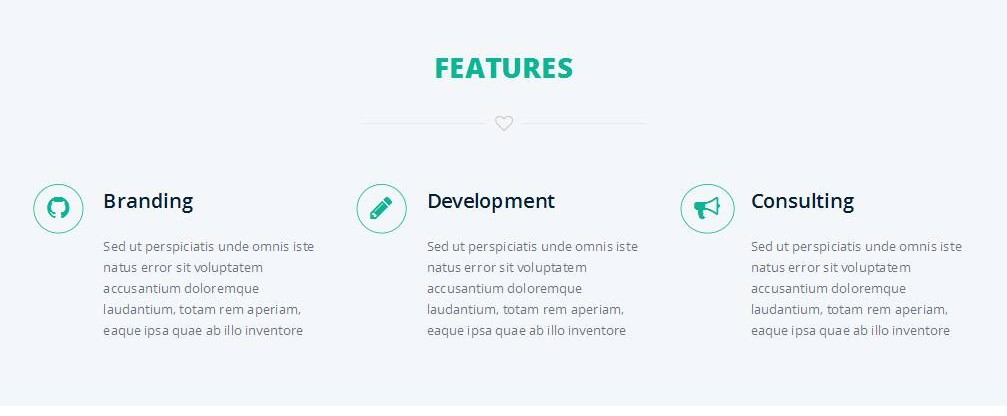 FEATURES
Branding
Sed ut perspiciatis unde omnis iste
natus error sit voluptatem
accusantium doloremque
laudantium, totam rem aperiam,
eaque ipsa quae ab illo inventore
Development
Sed ut perspiciatis unde omnis iste
natus error sit voluptatem
accusantium doloremque
laudantium, totam rem aperiam,
eaque ipsa quae ab illo inventore
Consulting
Sed ut perspiciatis unde omnis iste
natus error sit voluptatem
accusantium doloremque
laudantium, totam rem aperiam,
eaque ipsa quae ab illo inventore